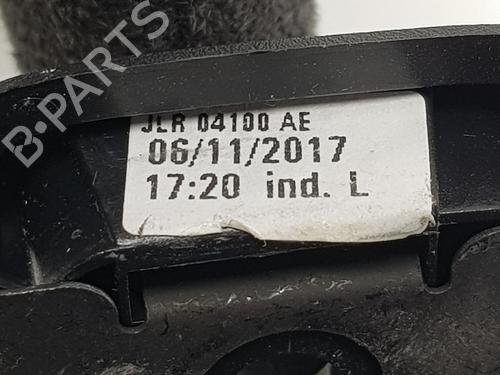 B-PARTS
JLR 04100 AE
06/11/2017
17:20 ind. L